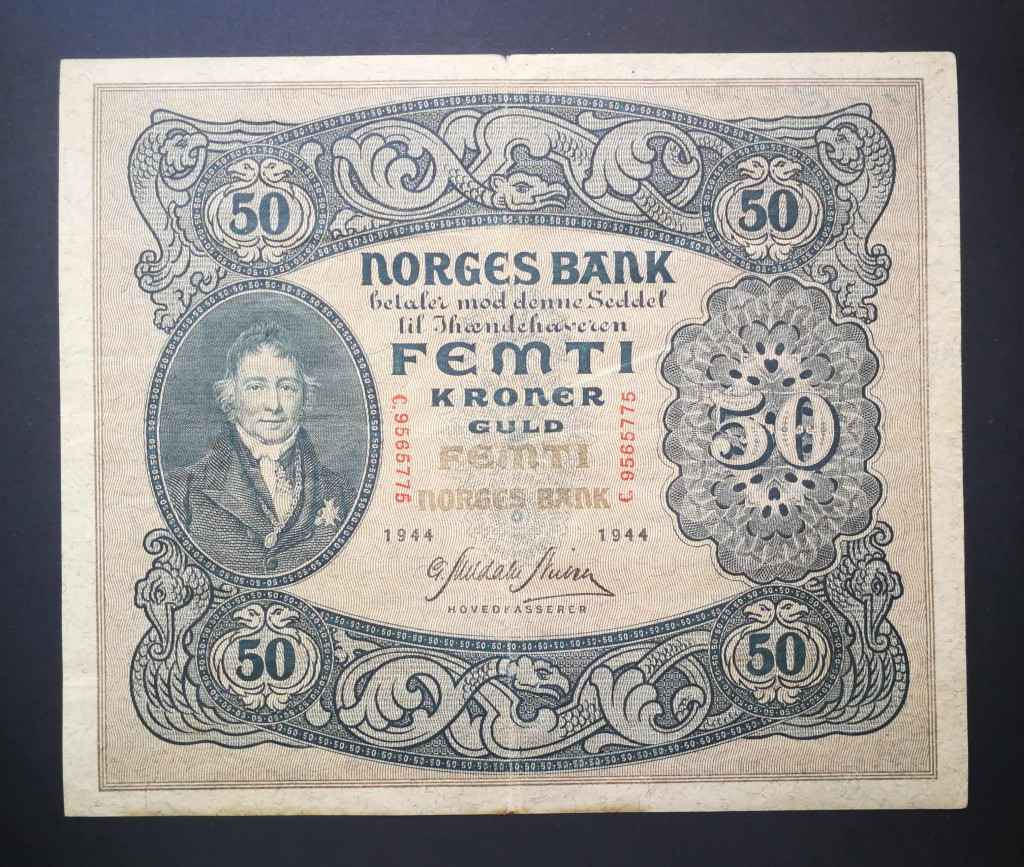 50
50
NORGES BANK
betaler mod denne Seddel
til Ihændehaveren
FEMTI
KRONER
GULD
FEMTI
NORGES BANK
C.9565775
C.9565775
50
1944
1944
HOVEDKASSERER
50
50